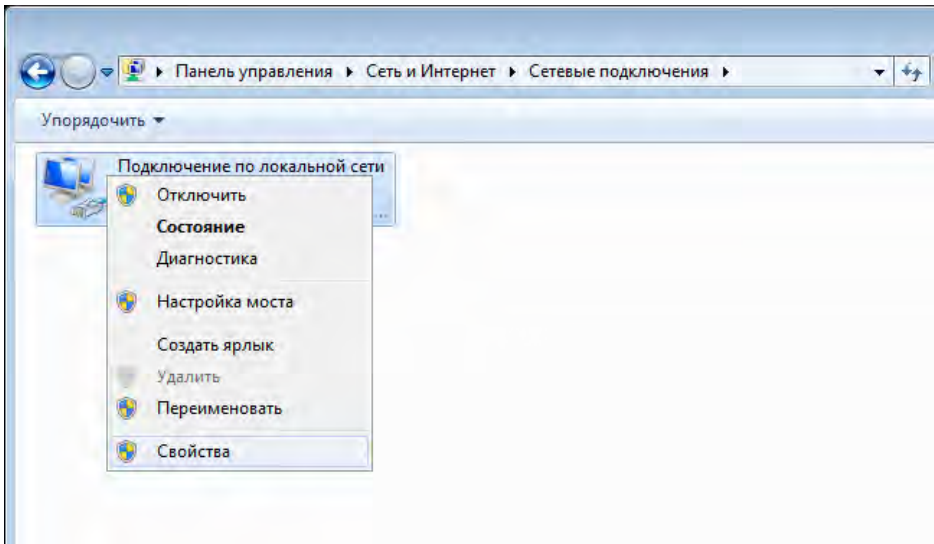 Панель управления Сеть и Интернет Сетевые подключения
Упорядочить
Подключение по локальной сети
Отключить
...
Состояние
Диагностика
Настройка моста
Создать ярлык
Удалить
Переименовать
Свойства